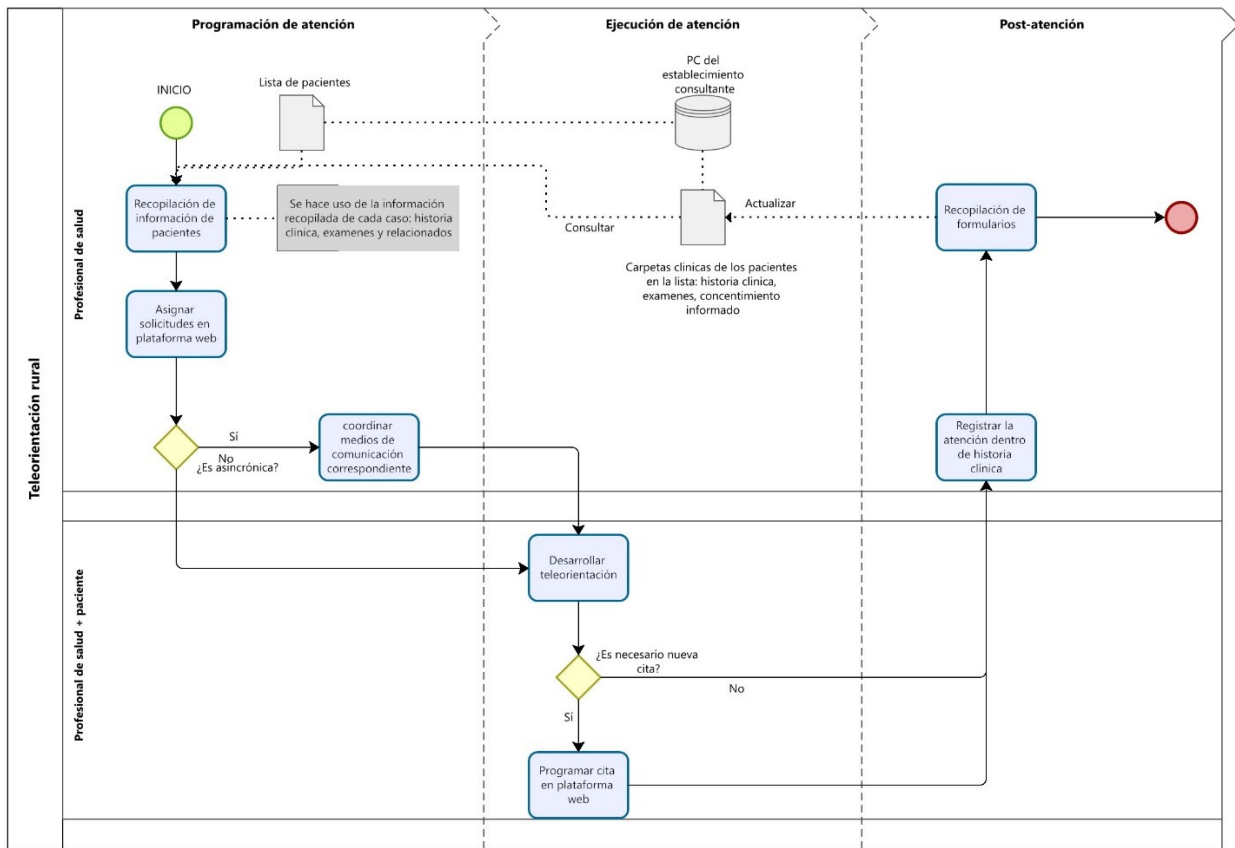 Programación de atención
Ejecución de atención
Post-atención
Teleorientación rural
Profesional de salud
INICIO
Lista de pacientes
PC del
establecimiento
consultante
Recopilación de
información de
pacientes
Se hace uso de la información
recopilada de cada caso: historia
clinica, examenes y relacionados
Consultar
Actualizar
Recopilación de
formularios
Carpetas clinicas de los pacientes
en la lista: historia clinica,
examenes, concentimiento
informado
Asignar
solicitudes en
plataforma web
Sí
No
¿Es asincrónica?
coordinar
medios de
comunicación
correspondiente
Registrar la
atención dentro
de historia
clínica
Profesional de salud + paciente
Desarrollar
teleorientación
¿Es necesario nueva
cita?
No
Sí
Programar cita
en plataforma
web